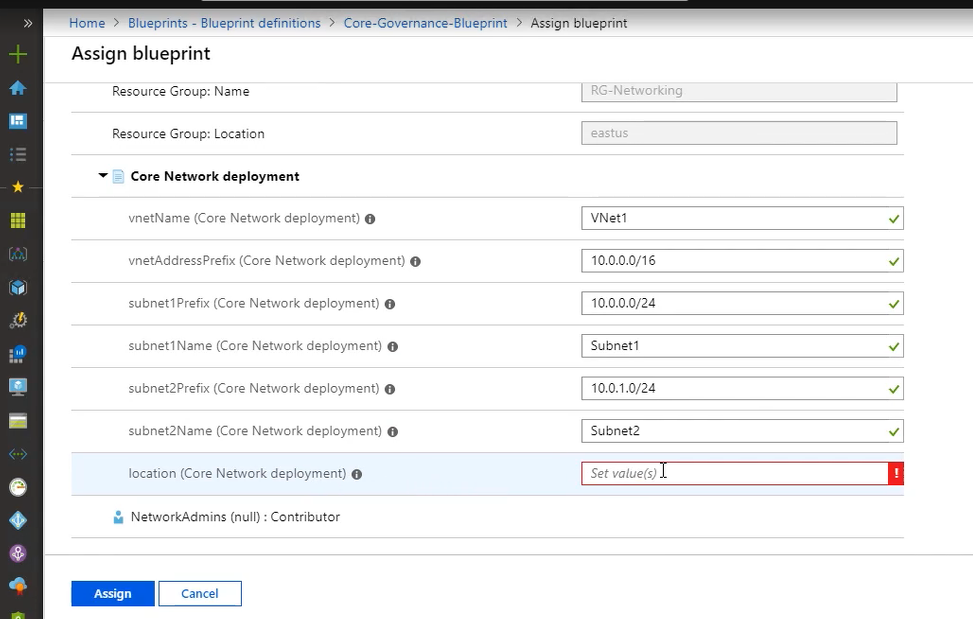 Home > Blueprints - Blueprint definitions > Core-Governance-Blueprint > Assign blueprint
Assign blueprint
Resource Group: Name RG-Networking
Resource Group: Location eastus
Core Network deployment
vnetName (Core Network deployment) VNet1
vnetAddressPrefix (Core Network deployment) 10.0.0.0/16
subnet1Prefix (Core Network deployment) 10.0.0.0/24
subnet1Name (Core Network deployment) Subnet1
subnet2Prefix (Core Network deployment) 10.0.1.0/24
subnet2Name (Core Network deployment) Subnet2
location (Core Network deployment) Set value(s) !
NetworkAdmins (null) : Contributor
Assign Cancel